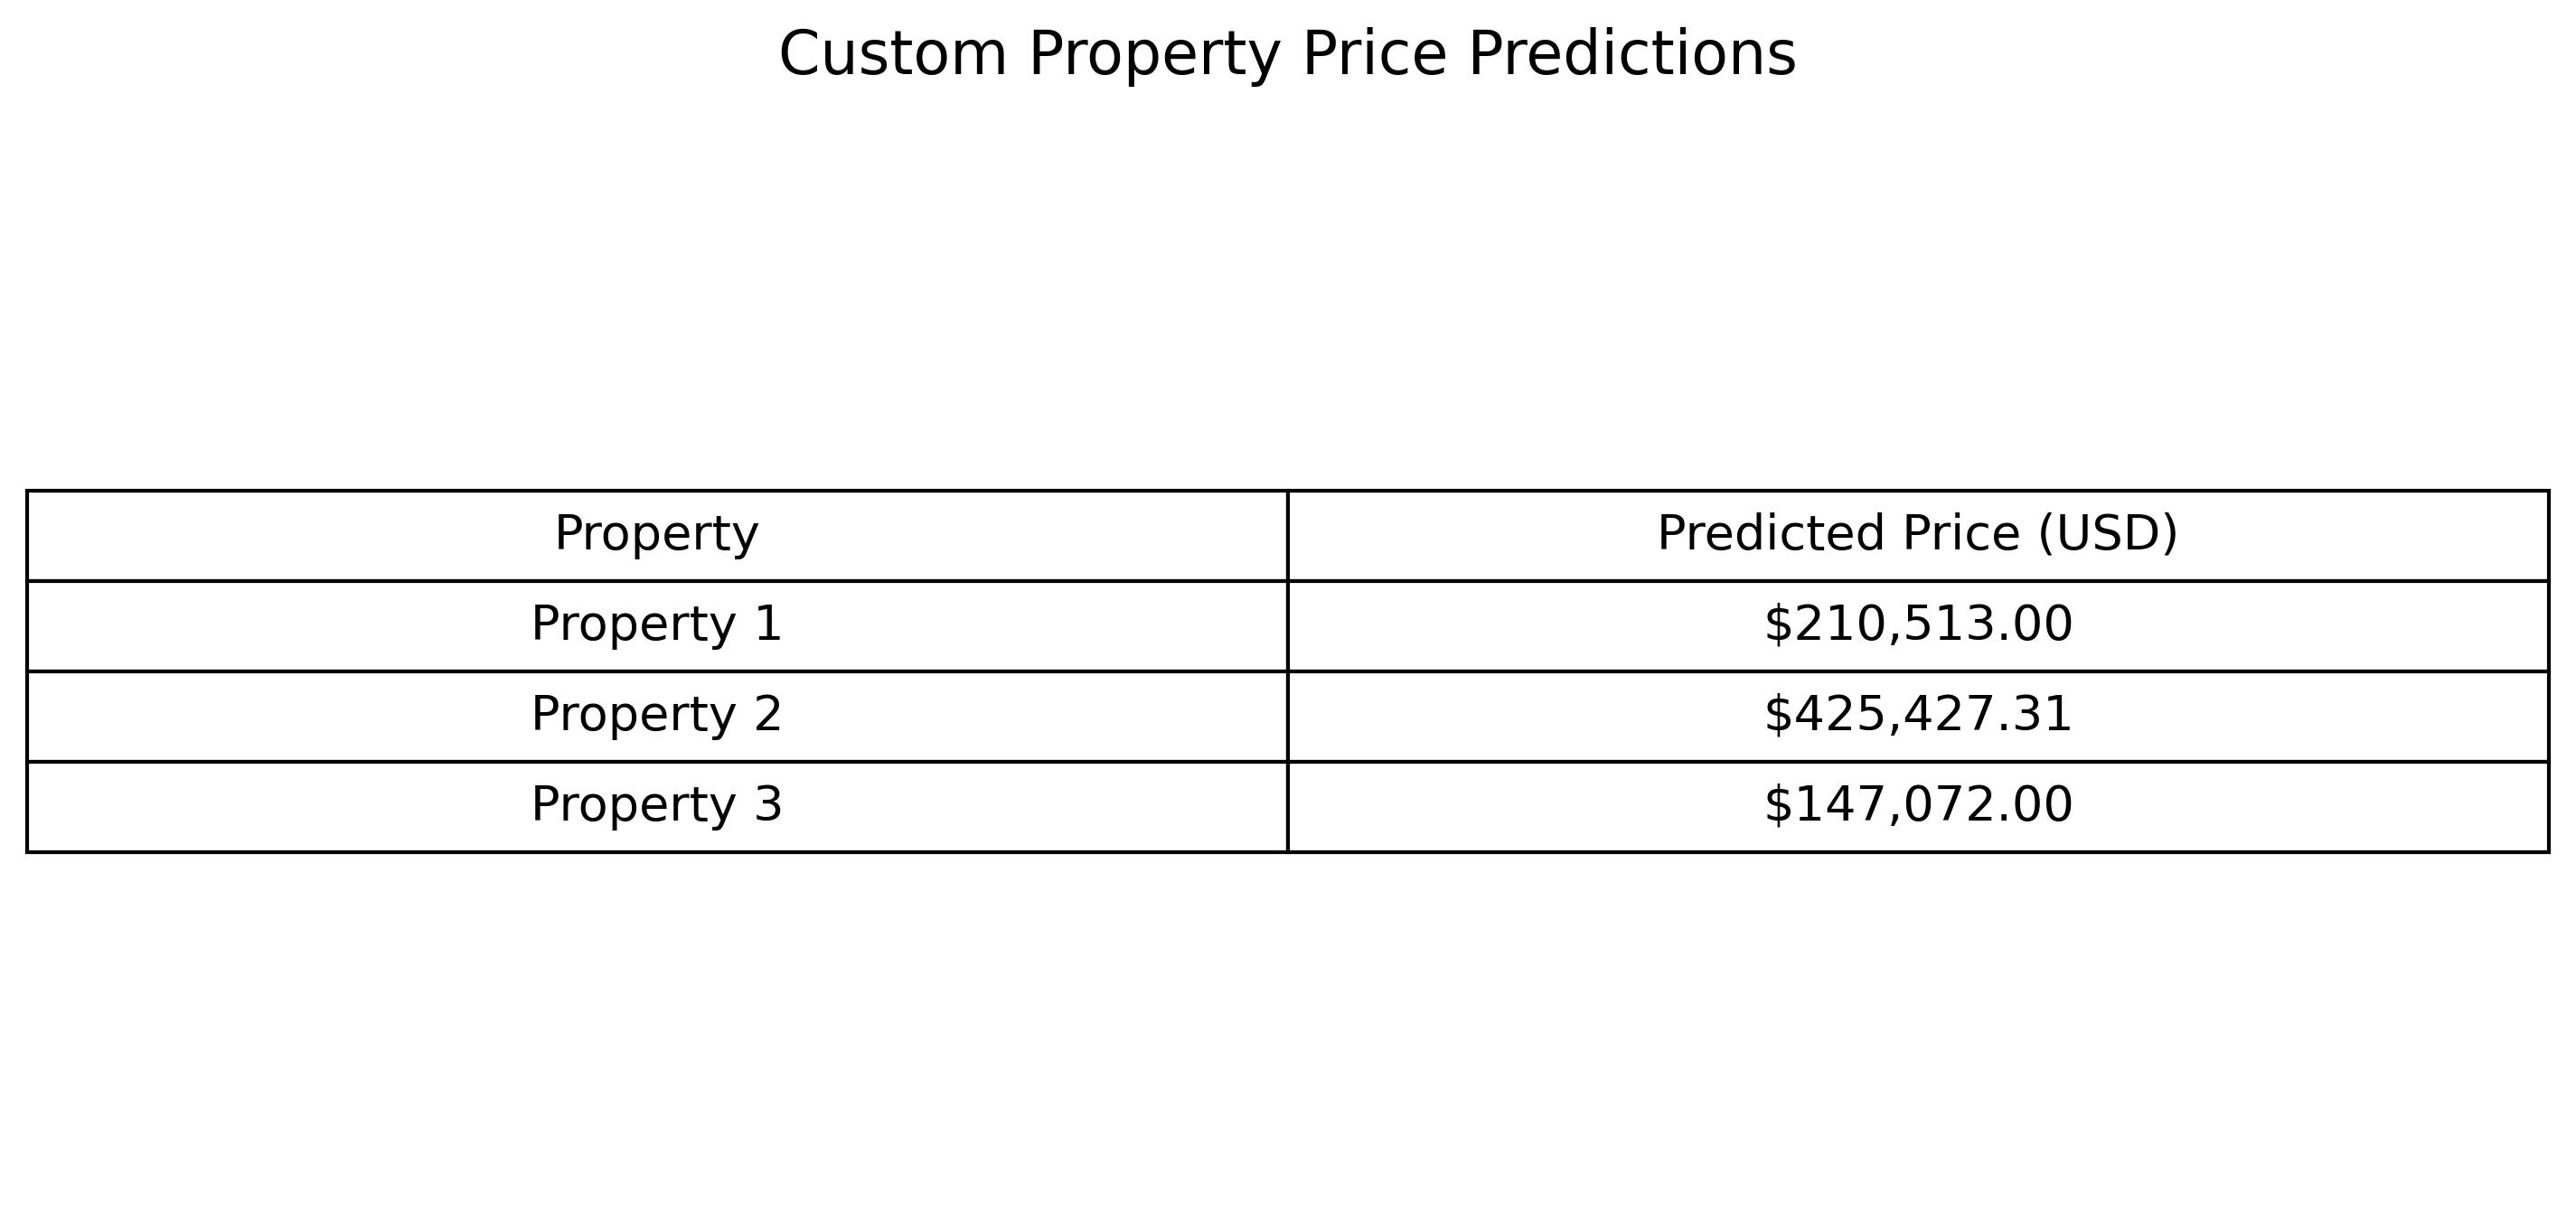 Custom Property Price Predictions
Property Predicted Price (USD)
Property 1 $210,513.00
Property 2 $425,427.31
Property 3 $147,072.00